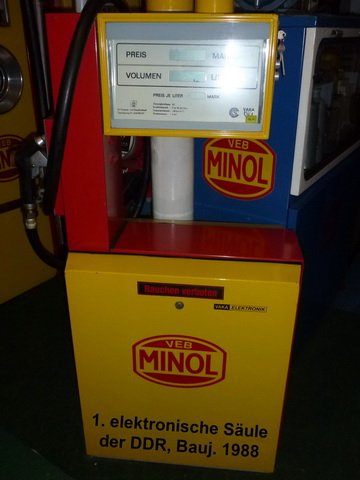 PREIS MARK
VOLUMEN LITER
PREIS JE LITER MARK
VEB
MINOL
Rauchen verboten
VAKA ELEKTRONIK
VEB
MINOL
1. elektronische Säule
der DDR, Bauj. 1988